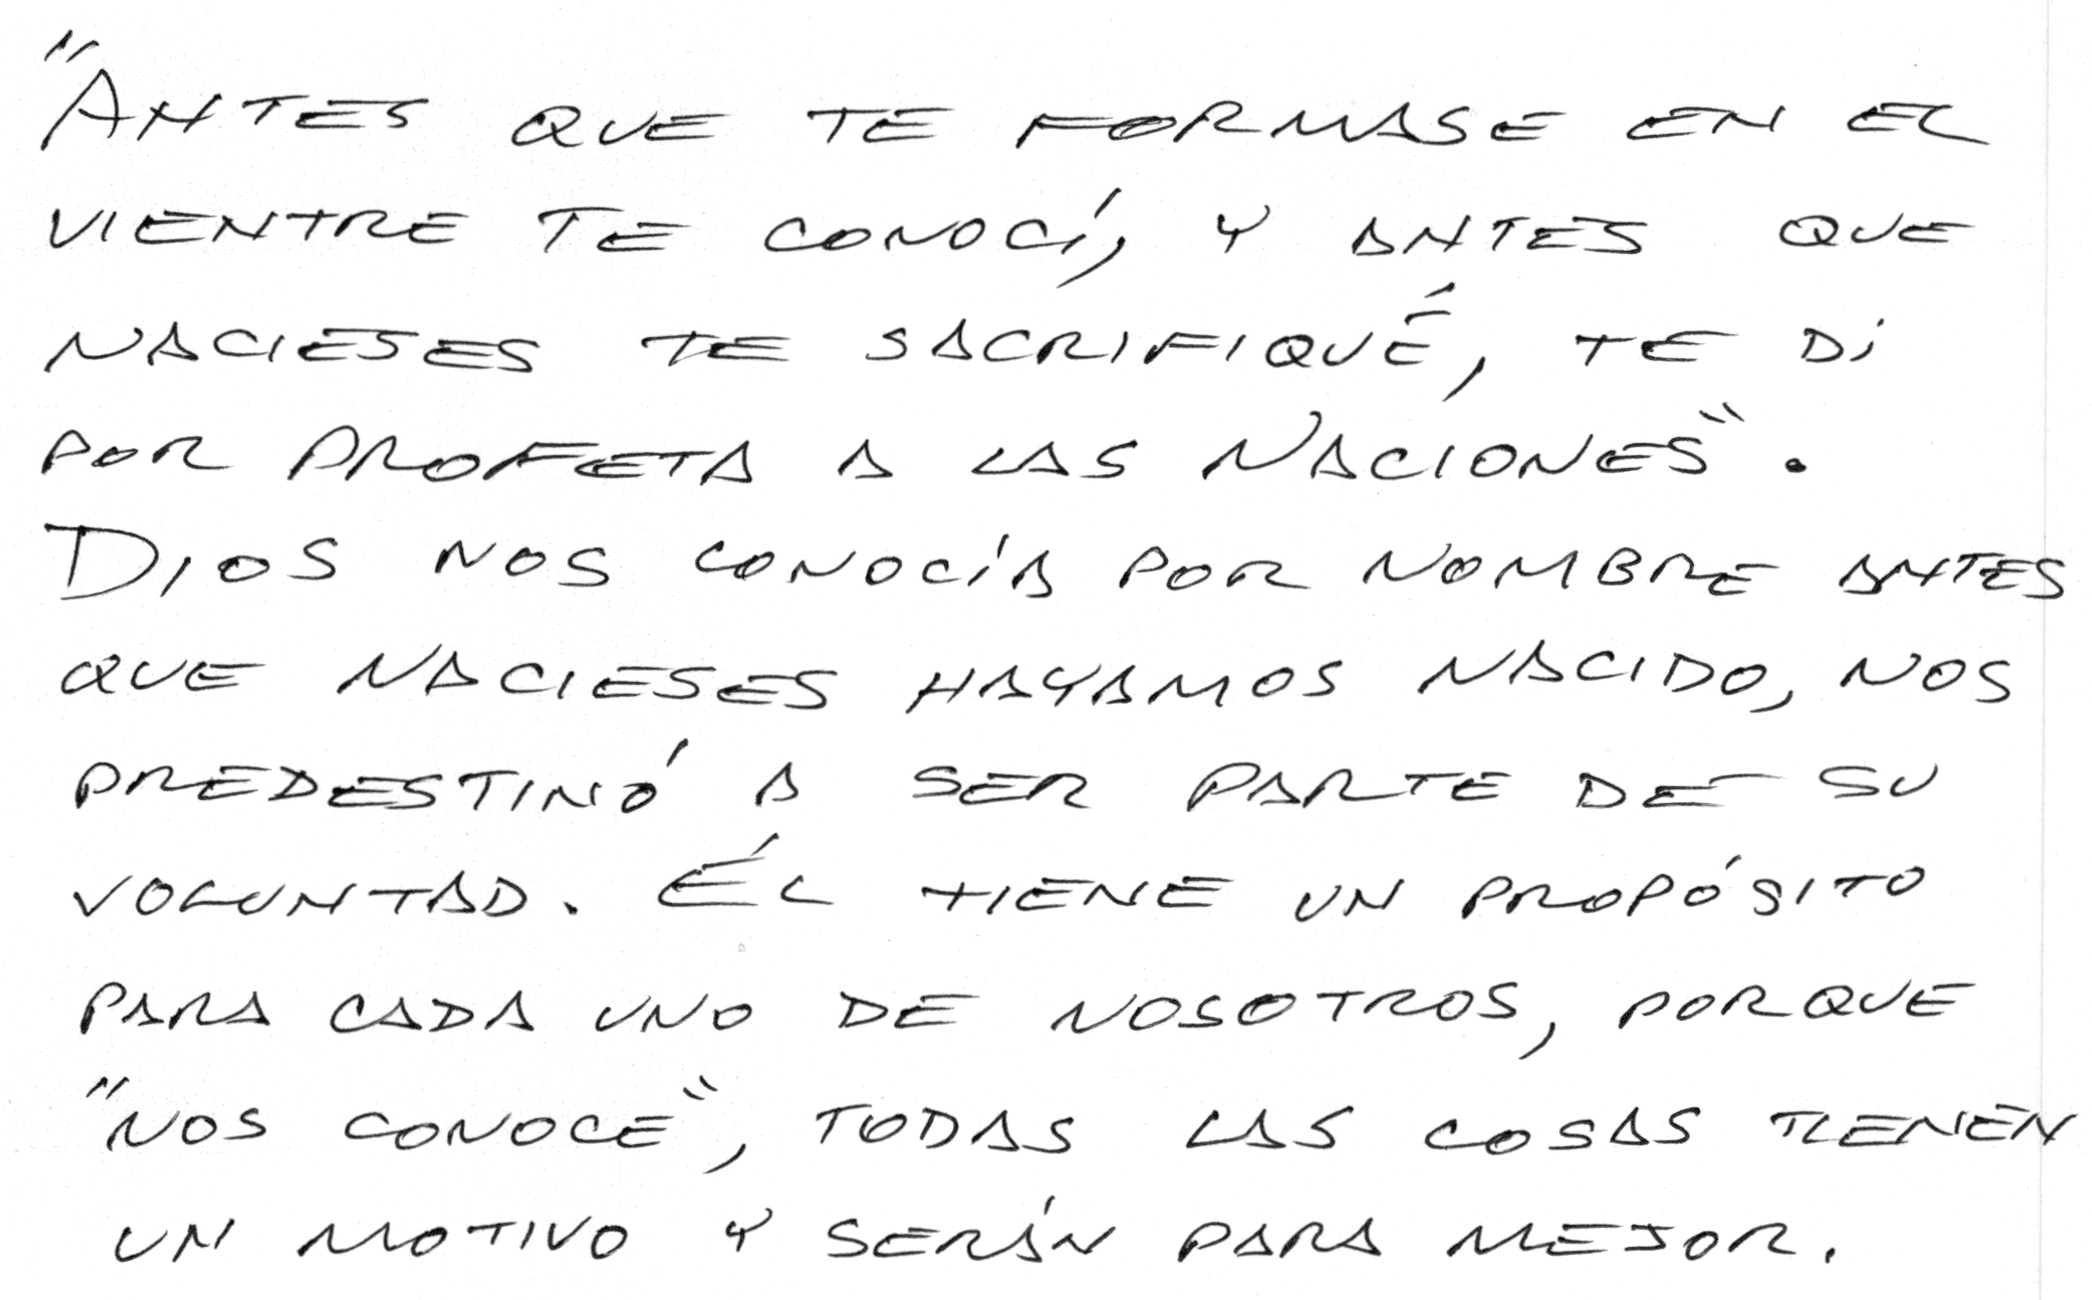 "ANTES QUE TE FORMASE EN EL
VIENTRE TE CONOCÍ, Y ANTES QUE
NACIESES TE SACRIFIQUÉ, TE DI
POR PROFETA A LAS NACIONES".
DIOS NOS CONOCÍA POR NOMBRE ANTES
QUE NACIESES HAYAMOS NACIDO, NOS
PREDESTINÓ A SER PARTE DE SU
VOLUNTAD. ÉL TIENE UN PROPÓSITO
PARA CADA UNO DE NOSOTROS, PORQUE
"NOS CONOCE", TODAS LAS COSAS TIENEN
UN MOTIVO Y SERÁN PARA MEJOR.